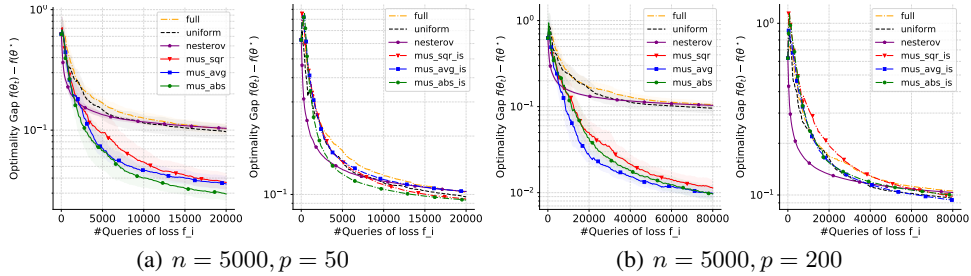 Optimality Gap f(θ_t) − f(θ*)
10⁰
10⁻¹
full
uniform
nesterov
mus_sqr
mus_avg
mus_abs
0 5000 10000 15000 20000
#Queries of loss f_i
Optimality Gap f(θ_t) − f(θ*)
10⁻¹
full
uniform
nesterov
mus_sqr_is
mus_avg_is
mus_abs_is
0 5000 10000 15000 20000
#Queries of loss f_i
(a) n = 5000, p = 50
Optimality Gap f(θ_t) − f(θ*)
10⁰
10⁻¹
10⁻²
full
uniform
nesterov
mus_sqr
mus_avg
mus_abs
0 20000 40000 60000 80000
#Queries of loss f_i
Optimality Gap f(θ_t) − f(θ*)
10⁰
10⁻¹
full
uniform
nesterov
mus_sqr_is
mus_avg_is
mus_abs_is
0 20000 40000 60000 80000
#Queries of loss f_i
(b) n = 5000, p = 200